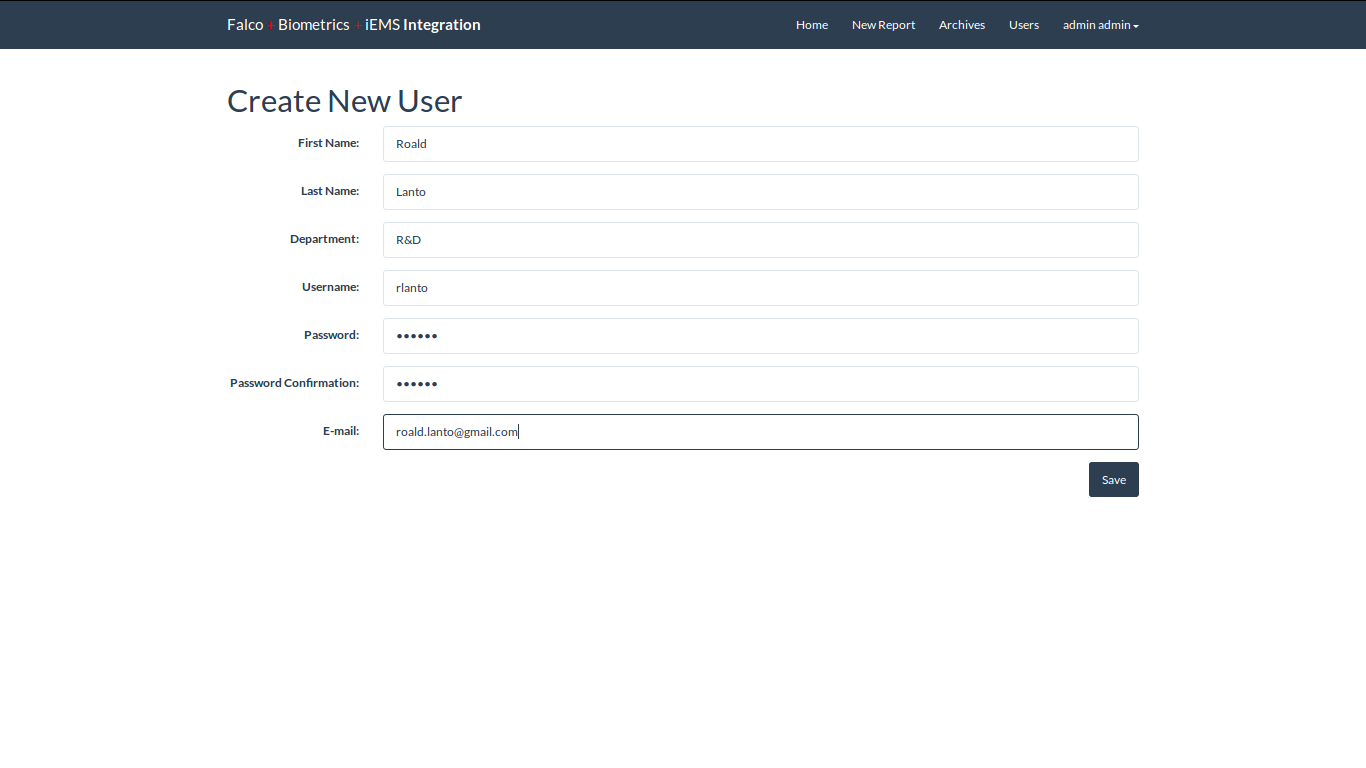 Falco + Biometrics + iEMS Integration Home New Report Archives Users admin admin
Create New User
First Name: Roald
Last Name: Lanto
Department: R&D
Username: rlanto
Password: ••••••
Password Confirmation: ••••••
E-mail: roald.lanto@gmail.com
Save